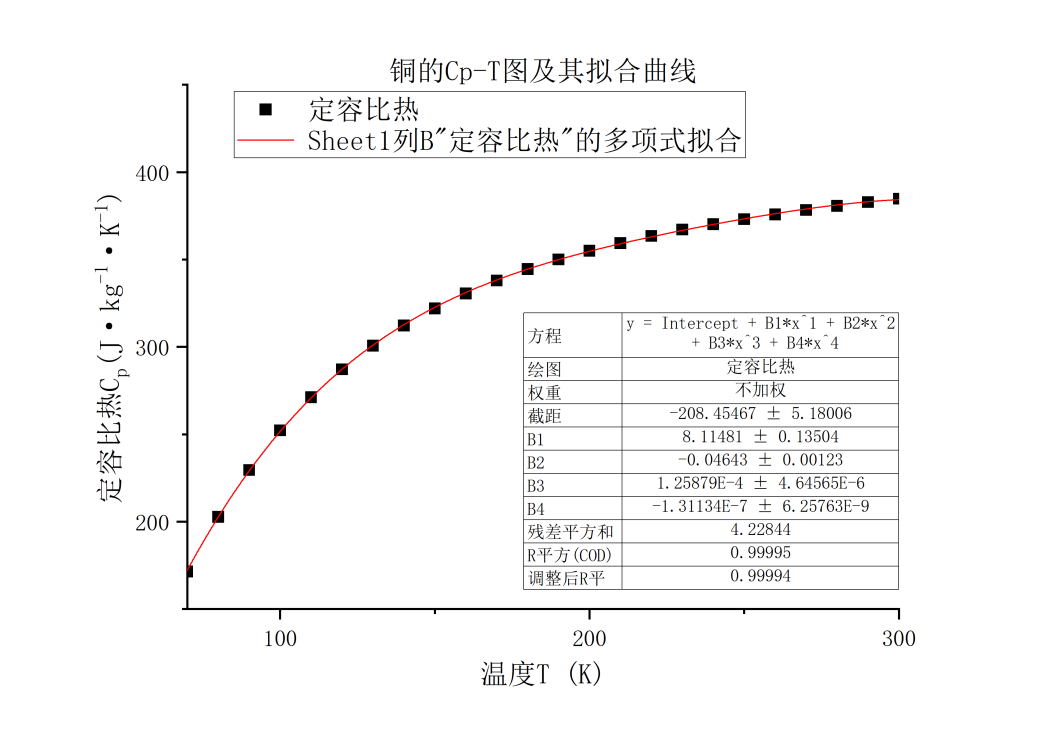 铜的Cp-T图及其拟合曲线
定容比热
Sheet1列B"定容比热"的多项式拟合
400
300
200
定容比热Cp(J·kg⁻¹·K⁻¹)
方程
y = Intercept + B1*x^1 + B2*x^2
+ B3*x^3 + B4*x^4
绘图 定容比热
权重 不加权
截距 -208.45467 ± 5.18006
B1 8.11481 ± 0.13504
B2 -0.04643 ± 0.00123
B3 1.25879E-4 ± 4.64565E-6
B4 -1.31134E-7 ± 6.25763E-9
残差平方和 4.22844
R平方(COD) 0.99995
调整后R平 0.99994
100
200
300
温度T (K)